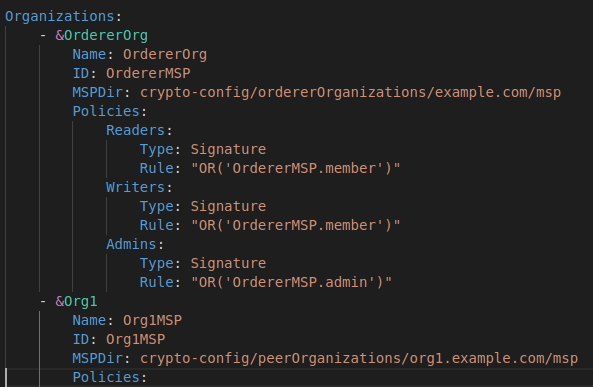 Organizations:
    - &OrdererOrg
        Name: OrdererOrg
        ID: OrdererMSP
        MSPDir: crypto-config/ordererOrganizations/example.com/msp
        Policies:
            Readers:
                Type: Signature
                Rule: "OR('OrdererMSP.member')"
            Writers:
                Type: Signature
                Rule: "OR('OrdererMSP.member')"
            Admins:
                Type: Signature
                Rule: "OR('OrdererMSP.admin')"
    - &Org1
        Name: Org1MSP
        ID: Org1MSP
        MSPDir: crypto-config/peerOrganizations/org1.example.com/msp
        Policies: